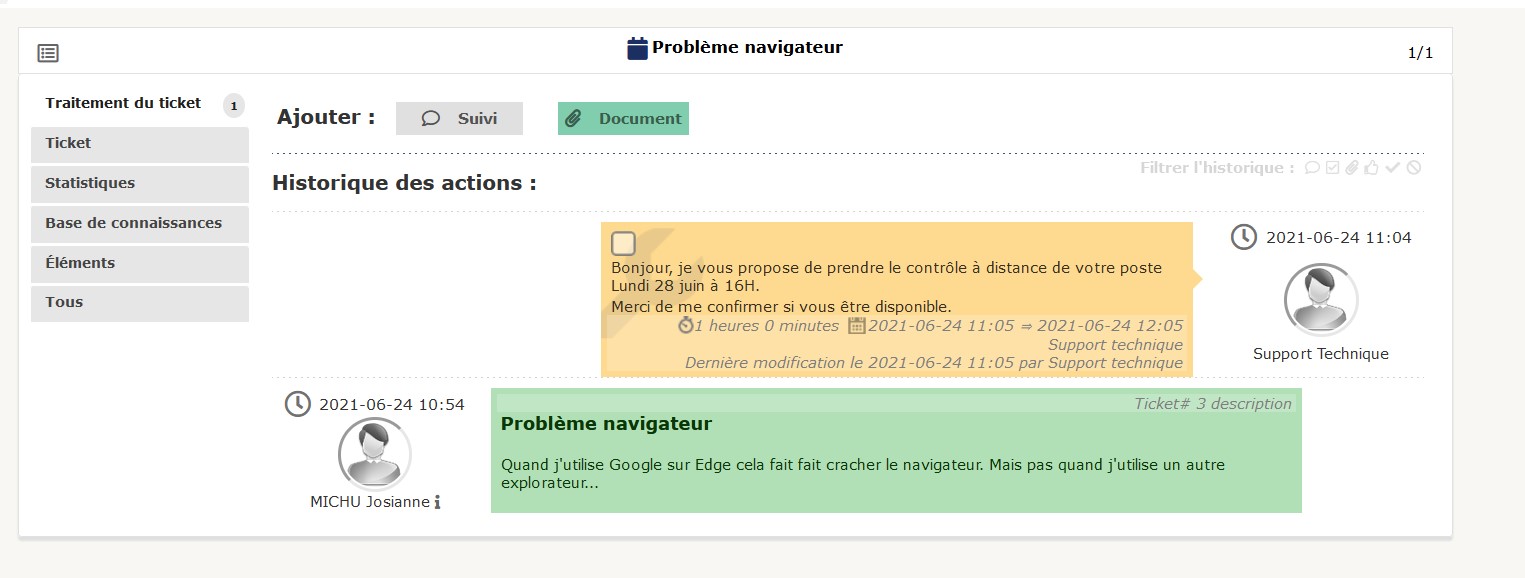 Problème navigateur
1/1
Traitement du ticket 1
Ticket
Statistiques
Base de connaissances
Éléments
Tous
Ajouter : Suivi Document
Filtrer l'historique :
Historique des actions :
2021-06-24 11:04
Support Technique
Bonjour, je vous propose de prendre le contrôle à distance de votre poste
Lundi 28 juin à 16H.
Merci de me confirmer si vous être disponible.
1 heures 0 minutes 2021-06-24 11:05 ⇒ 2021-06-24 12:05
Support technique
Dernière modification le 2021-06-24 11:05 par Support technique
2021-06-24 10:54
MICHU Josianne i
Ticket# 3 description
Problème navigateur
Quand j'utilise Google sur Edge cela fait fait cracher le navigateur. Mais pas quand j'utilise un autre
explorateur...